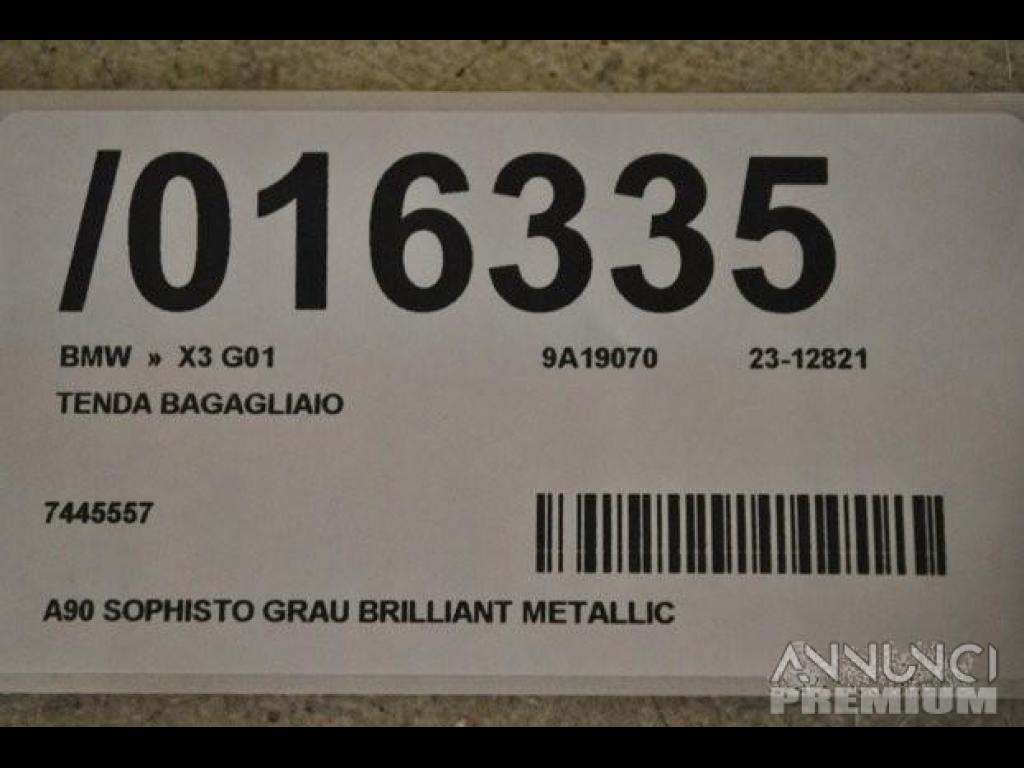 /016335
BMW » X3 G01 9A19070 23-12821
TENDA BAGAGLIAIO
7445557
A90 SOPHISTO GRAU BRILLIANT METALLIC
ANNUNCI
PREMIUM